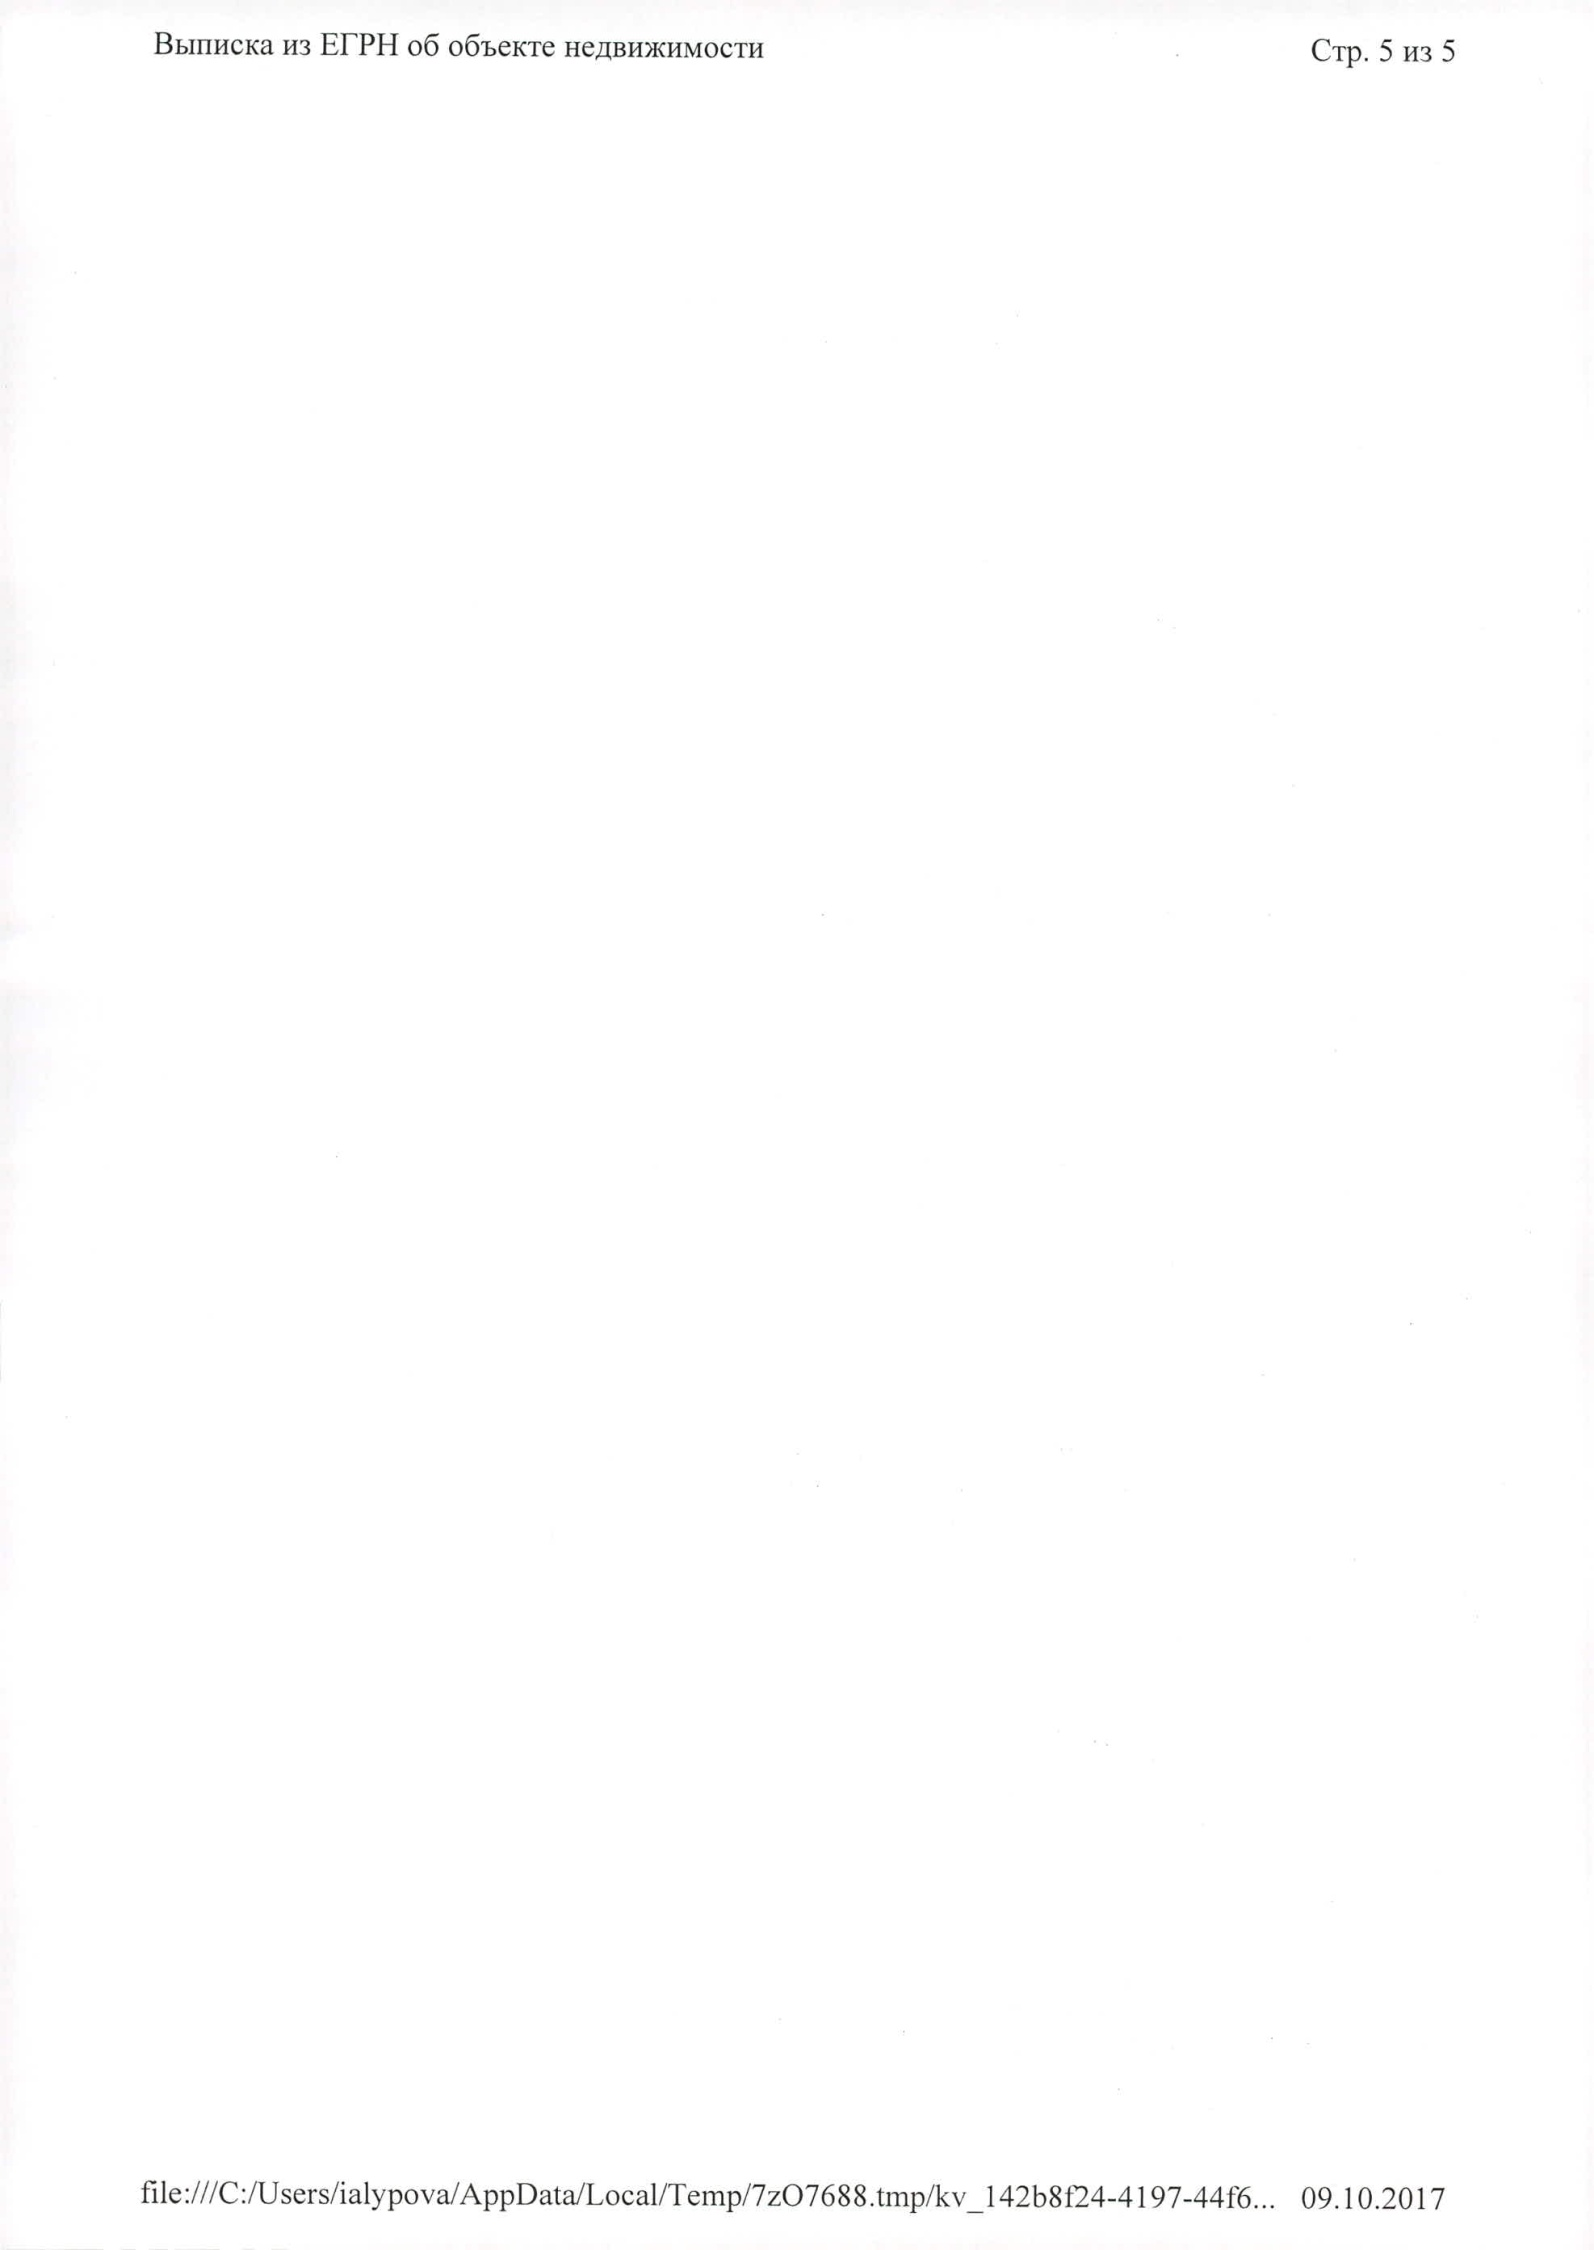 Выписка из ЕГРН об объекте недвижимости Стр. 5 из 5
file:///C:/Users/ialypova/AppData/Local/Temp/7zO7688.tmp/kv_142b8f24-4197-44f6... 09.10.2017